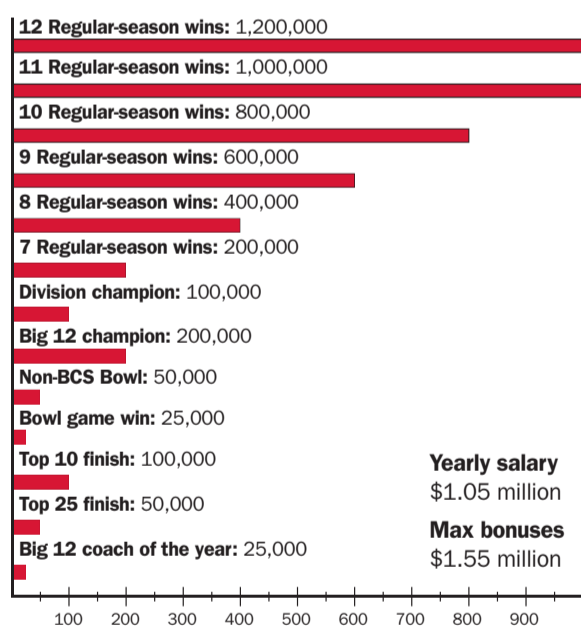 12 Regular-season wins: 1,200,000
11 Regular-season wins: 1,000,000
10 Regular-season wins: 800,000
9 Regular-season wins: 600,000
8 Regular-season wins: 400,000
7 Regular-season wins: 200,000
Division champion: 100,000
Big 12 champion: 200,000
Non-BCS Bowl: 50,000
Bowl game win: 25,000
Top 10 finish: 100,000
Top 25 finish: 50,000
Big 12 coach of the year: 25,000
Yearly salary
$1.05 million
Max bonuses
$1.55 million
100 200 300 400 500 600 700 800 900